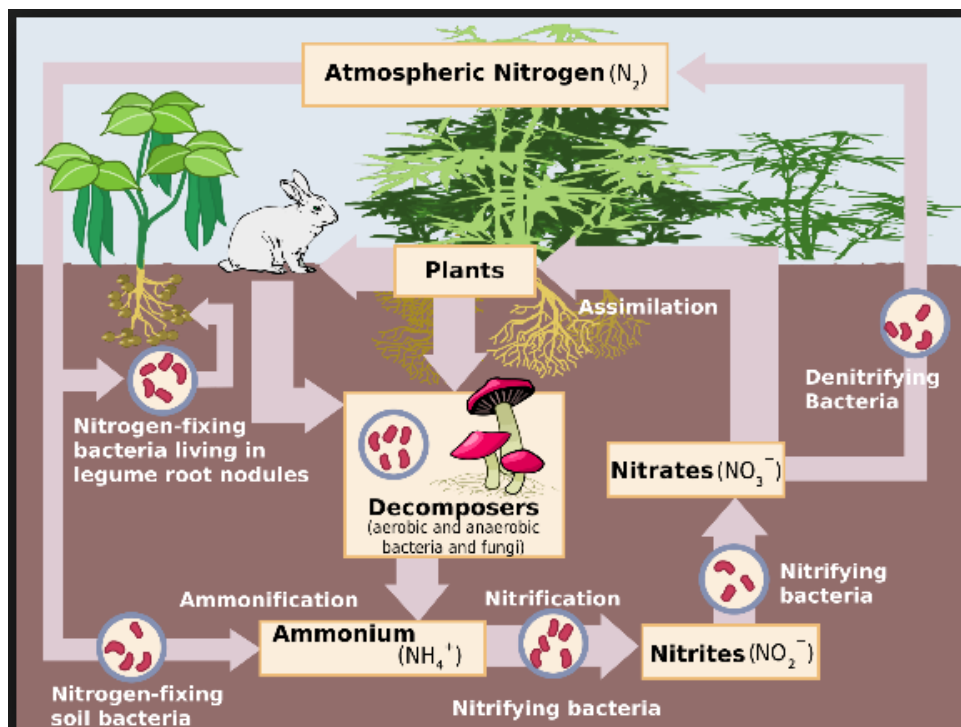 Atmospheric Nitrogen (N₂)
Plants
Assimilation
Denitrifying
Bacteria
Nitrogen-fixing
bacteria living in
legume root nodules
Nitrates (NO₃⁻)
Decomposers
(aerobic and anaerobic
bacteria and fungi)
Nitrifying
bacteria
Ammonification
Nitrification
Ammonium
(NH₄⁺)
Nitrites (NO₂⁻)
Nitrogen-fixing
soil bacteria
Nitrifying bacteria